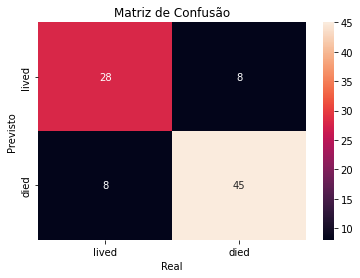 Matriz de Confusão
Previsto
lived
died
28
8
8
45
lived
died
Real
45
40
35
30
25
20
15
10